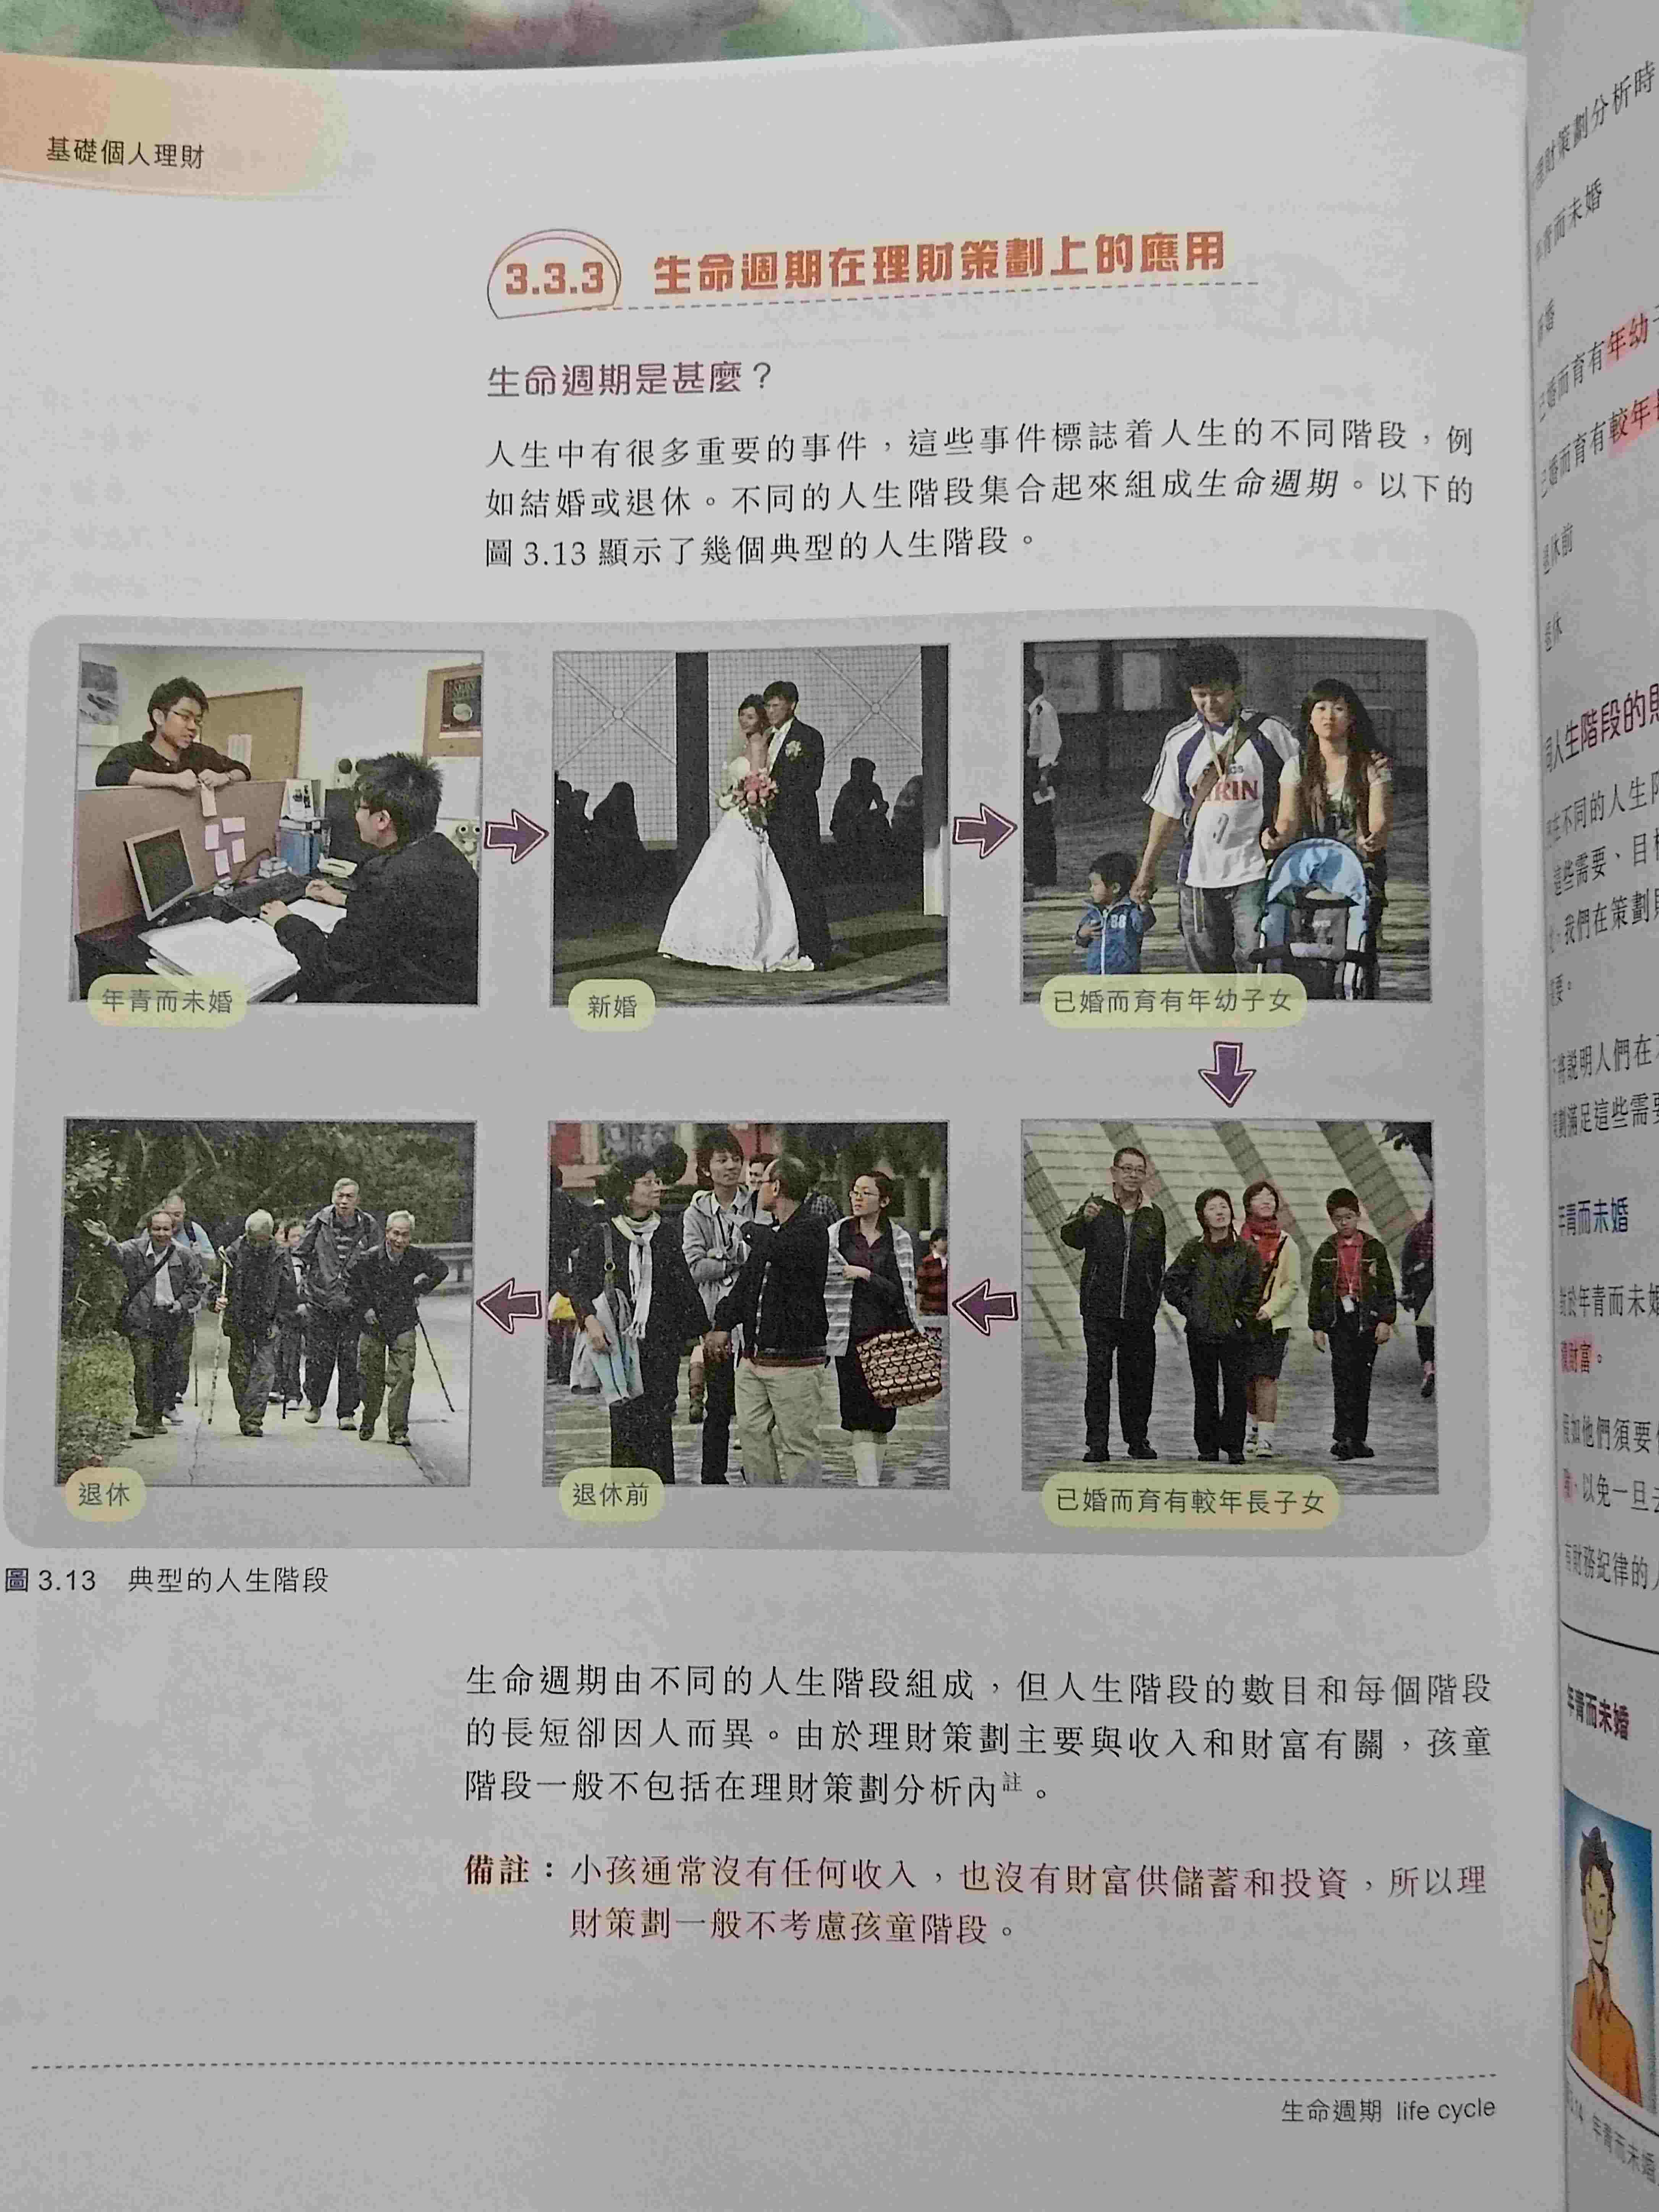 基礎個人理財
3.3.3 生命週期在理財策劃上的應用
生命週期是甚麼？
人生中有很多重要的事件，這些事件標誌着人生的不同階段，例
如結婚或退休。不同的人生階段集合起來組成生命週期。以下的
圖 3.13 顯示了幾個典型的人生階段。
KIRIN
年青而未婚
新婚
已婚而育有年幼子女
退休
退休前
已婚而育有較年長子女
圖 3.13 典型的人生階段
生命週期由不同的人生階段組成，但人生階段的數目和每個階段
的長短卻因人而異。由於理財策劃主要與收入和財富有關，孩童
階段一般不包括在理財策劃分析內註。
備註：小孩通常沒有任何收入，也沒有財富供儲蓄和投資，所以理
財策劃一般不考慮孩童階段。
生命週期 life cycle
理財策劃分析時
年青而未婚
新婚
已婚而育有年幼
已婚而育有較年
退休前
退休
同人生階段的
在不同的人生
這些需要、目
我們在策劃
要。
將說明人們在
劃滿足這些需
年青而未婚
對於年青而未
財富。
假如他們須要
以免一旦
財務紀律的
年青而未婚
年青而未婚